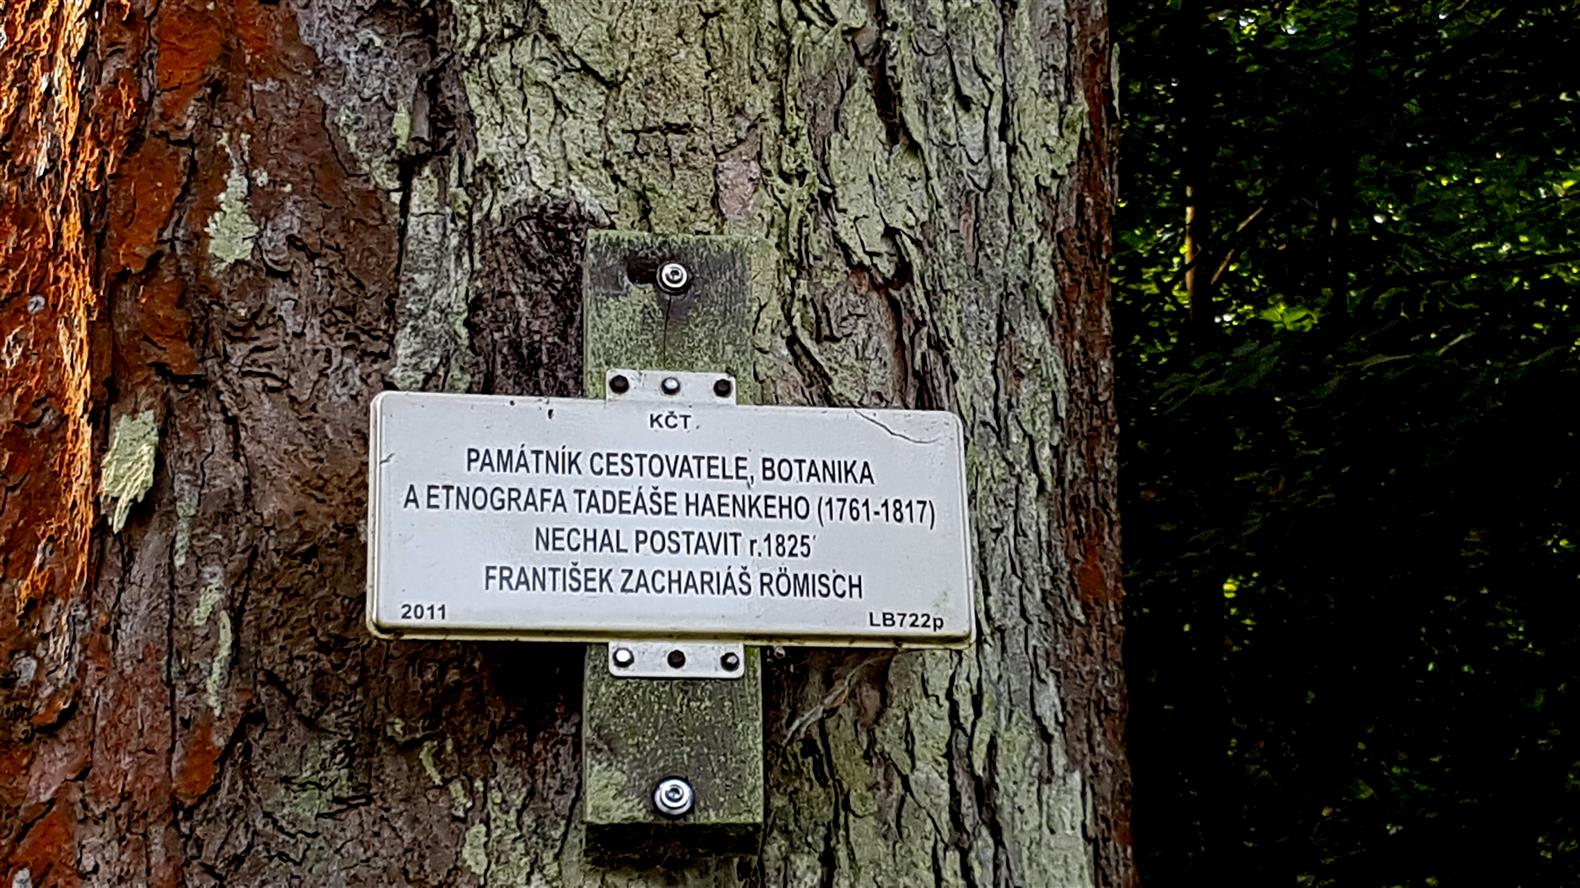 KČT
PAMÁTNÍK CESTOVATELE, BOTANIKA
A ETNOGRAFA TADEÁŠE HAENKEHO (1761-1817)
NECHAL POSTAVIT r.1825
FRANTIŠEK ZACHARIÁŠ RÖMISCH
2011 LB722p